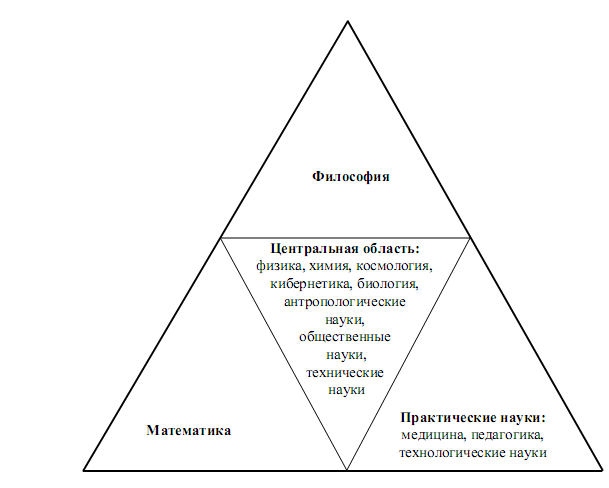 Философия
Центральная область:
физика, химия, космология,
кибернетика, биология,
антропологические
науки,
общественные
науки,
технические
науки
Математика
Практические науки:
медицина, педагогика,
технологические науки